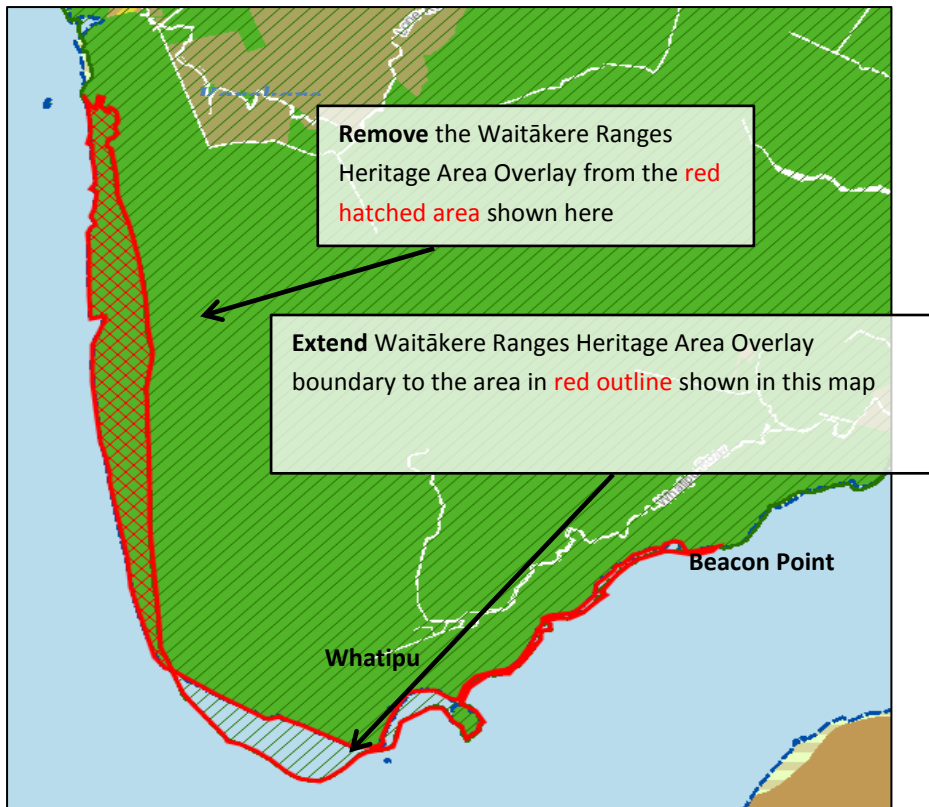 Remove the Waitākere Ranges
Heritage Area Overlay from the red
hatched area shown here
Extend Waitākere Ranges Heritage Area Overlay
boundary to the area in red outline shown in this map
Beacon Point
Whatipu